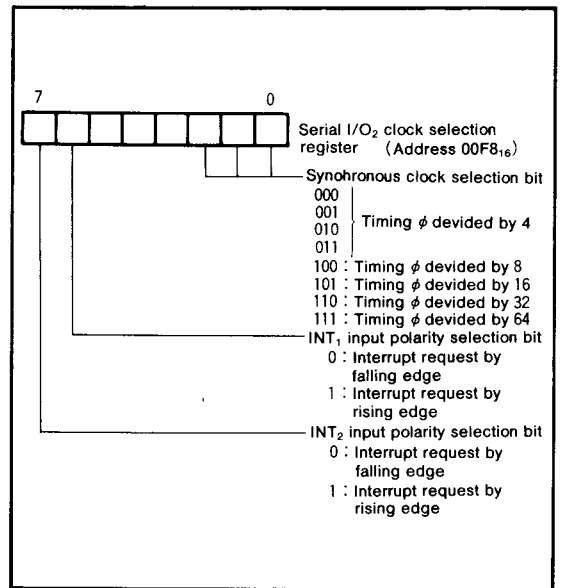 7 0
Serial I/O₂ clock selection
register (Address 00F8₁₆)
Synohronous clock selection bit
000
001
010
011
Timing φ devided by 4
100 : Timing φ devided by 8
101 : Timing φ devided by 16
110 : Timing φ devided by 32
111 : Timing φ devided by 64
INT₁ input polarity selection bit
0 : Interrupt request by
falling edge
1 : Interrupt request by
rising edge
INT₂ input polarity selection bit
0 : Interrupt request by
falling edge
1 : Interrupt request by
rising edge